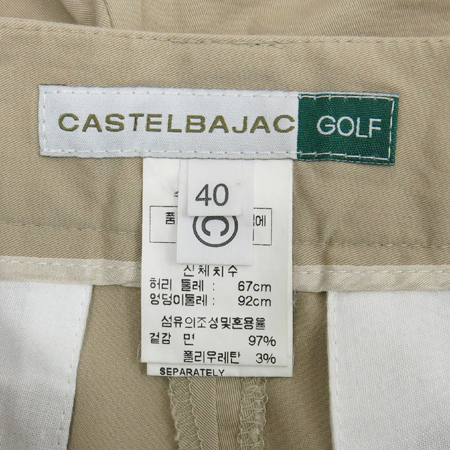 CASTELBAJAC GOLF
40
품 에
C
신체치수
허리 둘레 : 67cm
엉덩이둘레 : 92cm
섬유의조성및혼용율
겉감 면 97%
폴리우레탄 3%
SEPARATELY